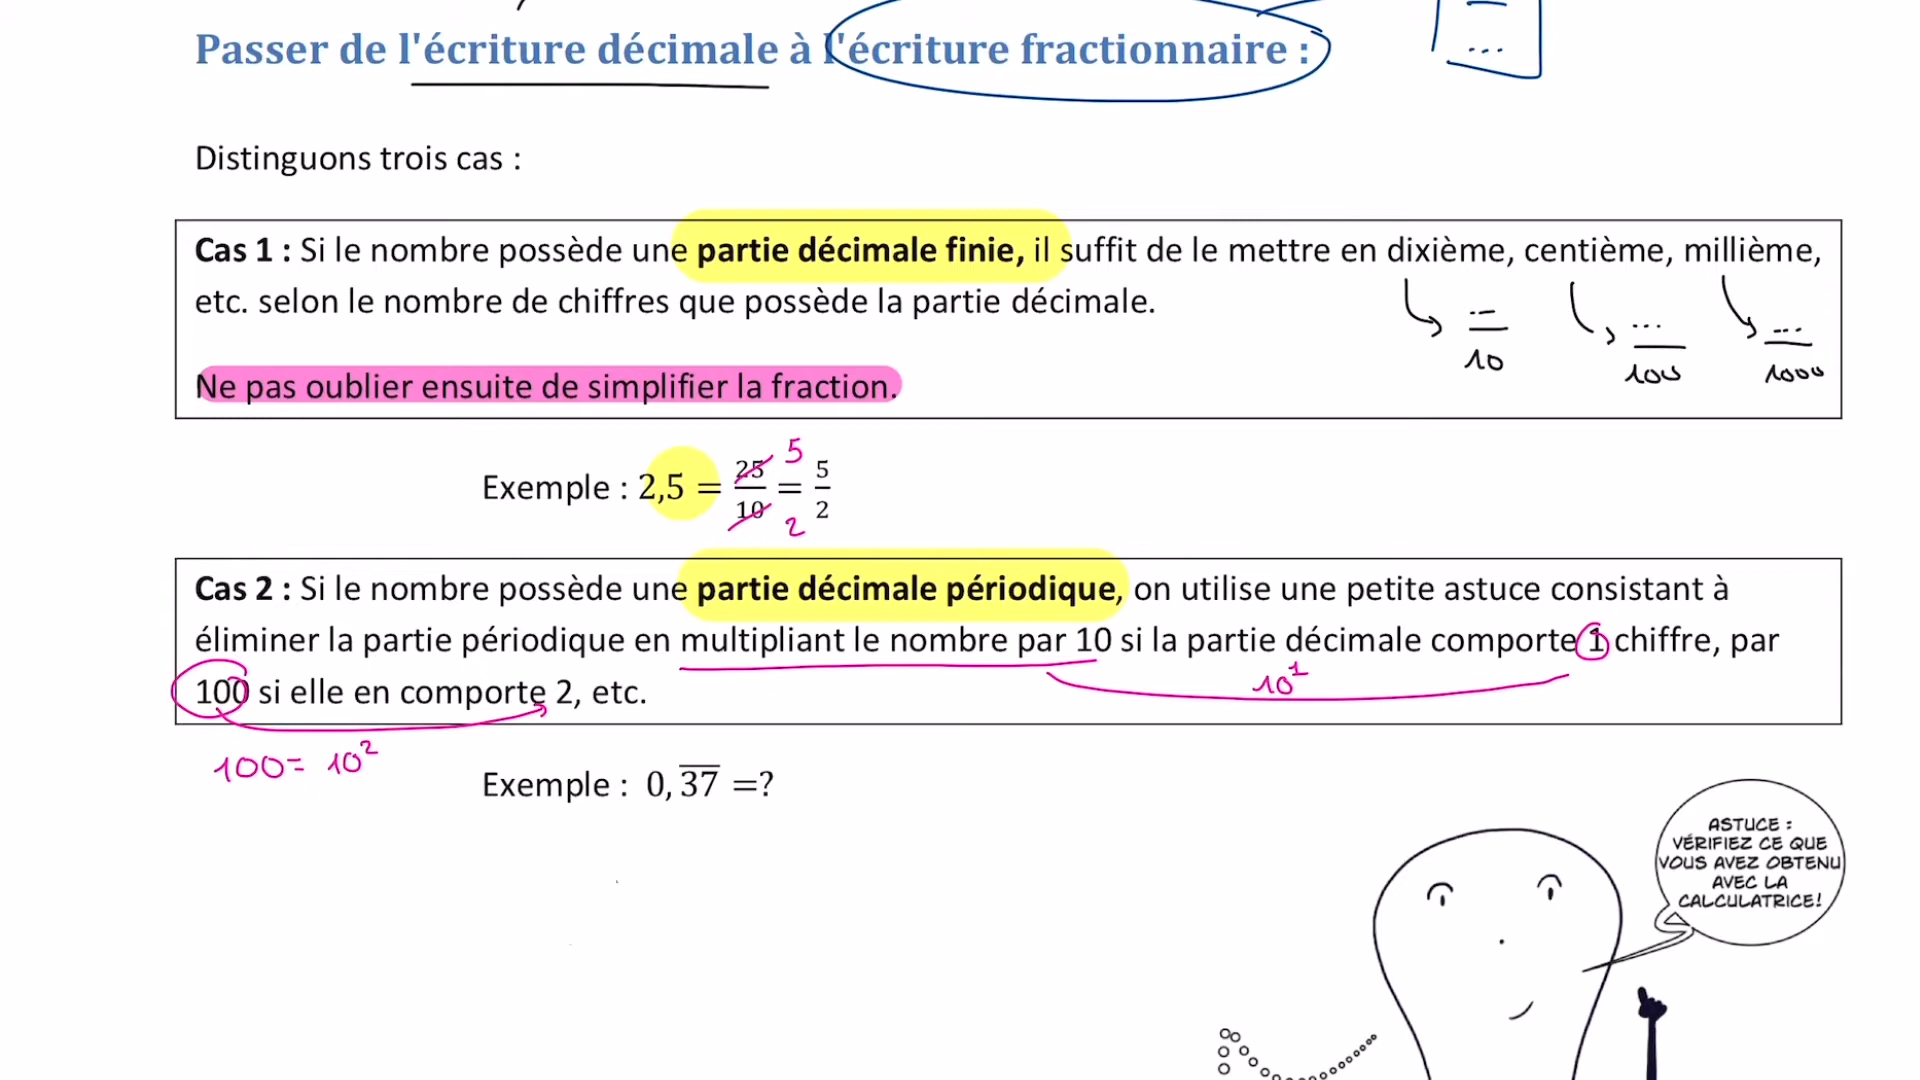 Passer de l'écriture décimale à l'écriture fractionnaire :
...
Distinguons trois cas :
Cas 1 : Si le nombre possède une partie décimale finie, il suffit de le mettre en dixième, centième, millième,
etc. selon le nombre de chiffres que possède la partie décimale.
... ... ...
10 100 1000
Ne pas oublier ensuite de simplifier la fraction.
5
Exemple : 2,5 = 25/10 = 5/2
2
Cas 2 : Si le nombre possède une partie décimale périodique, on utilise une petite astuce consistant à
éliminer la partie périodique en multipliant le nombre par 10 si la partie décimale comporte 1 chiffre, par
10¹
100 si elle en comporte 2, etc.
100 = 10²
Exemple : 0,3̅7̅ =?
ASTUCE :
VÉRIFIEZ CE QUE
VOUS AVEZ OBTENU
AVEC LA
CALCULATRICE!